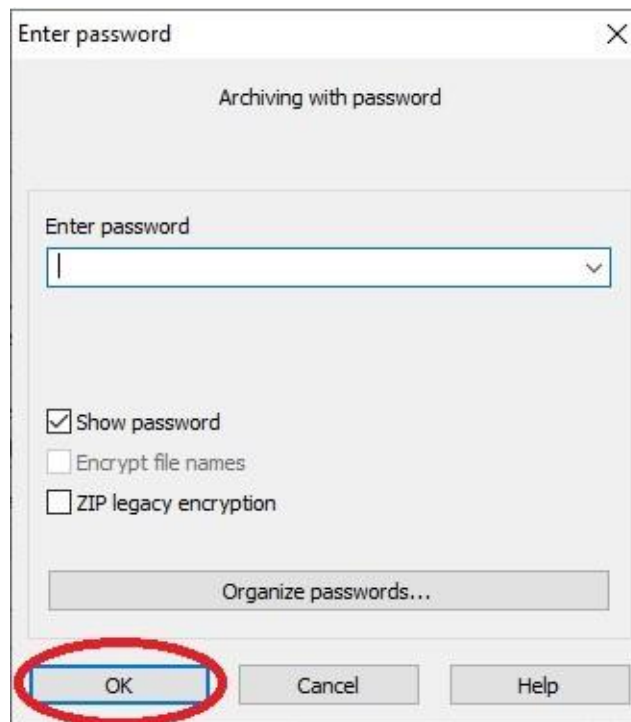 Enter password
Archiving with password
Enter password
Show password
Encrypt file names
ZIP legacy encryption
Organize passwords...
OK Cancel Help